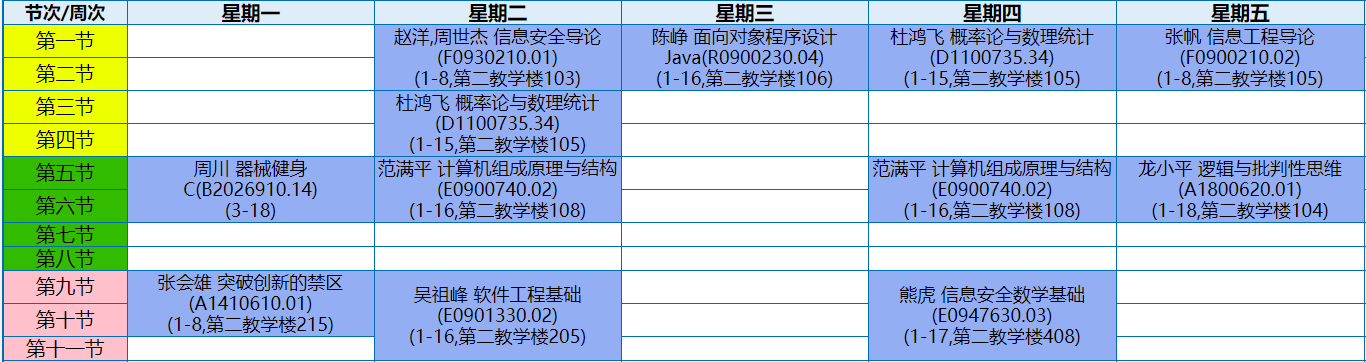 节次/周次 星期一 星期二 星期三 星期四 星期五
第一节
第二节
赵洋,周世杰 信息安全导论
(F0930210.01)
(1-8,第二教学楼103)
陈峥 面向对象程序设计
Java(R0900230.04)
(1-16,第二教学楼106)
杜鸿飞 概率论与数理统计
(D1100735.34)
(1-15,第二教学楼105)
张帆 信息工程导论
(F0900210.02)
(1-8,第二教学楼105)
第三节
第四节
杜鸿飞 概率论与数理统计
(D1100735.34)
(1-15,第二教学楼105)
第五节
第六节
周川 器械健身
C(B2026910.14)
(3-18)
范满平 计算机组成原理与结构
(E0900740.02)
(1-16,第二教学楼108)
范满平 计算机组成原理与结构
(E0900740.02)
(1-16,第二教学楼108)
龙小平 逻辑与批判性思维
(A1800620.01)
(1-18,第二教学楼104)
第七节
第八节
第九节
第十节
第十一节
张会雄 突破创新的禁区
(A1410610.01)
(1-8,第二教学楼215)
吴祖峰 软件工程基础
(E0901330.02)
(1-16,第二教学楼205)
熊虎 信息安全数学基础
(E0947630.03)
(1-17,第二教学楼408)